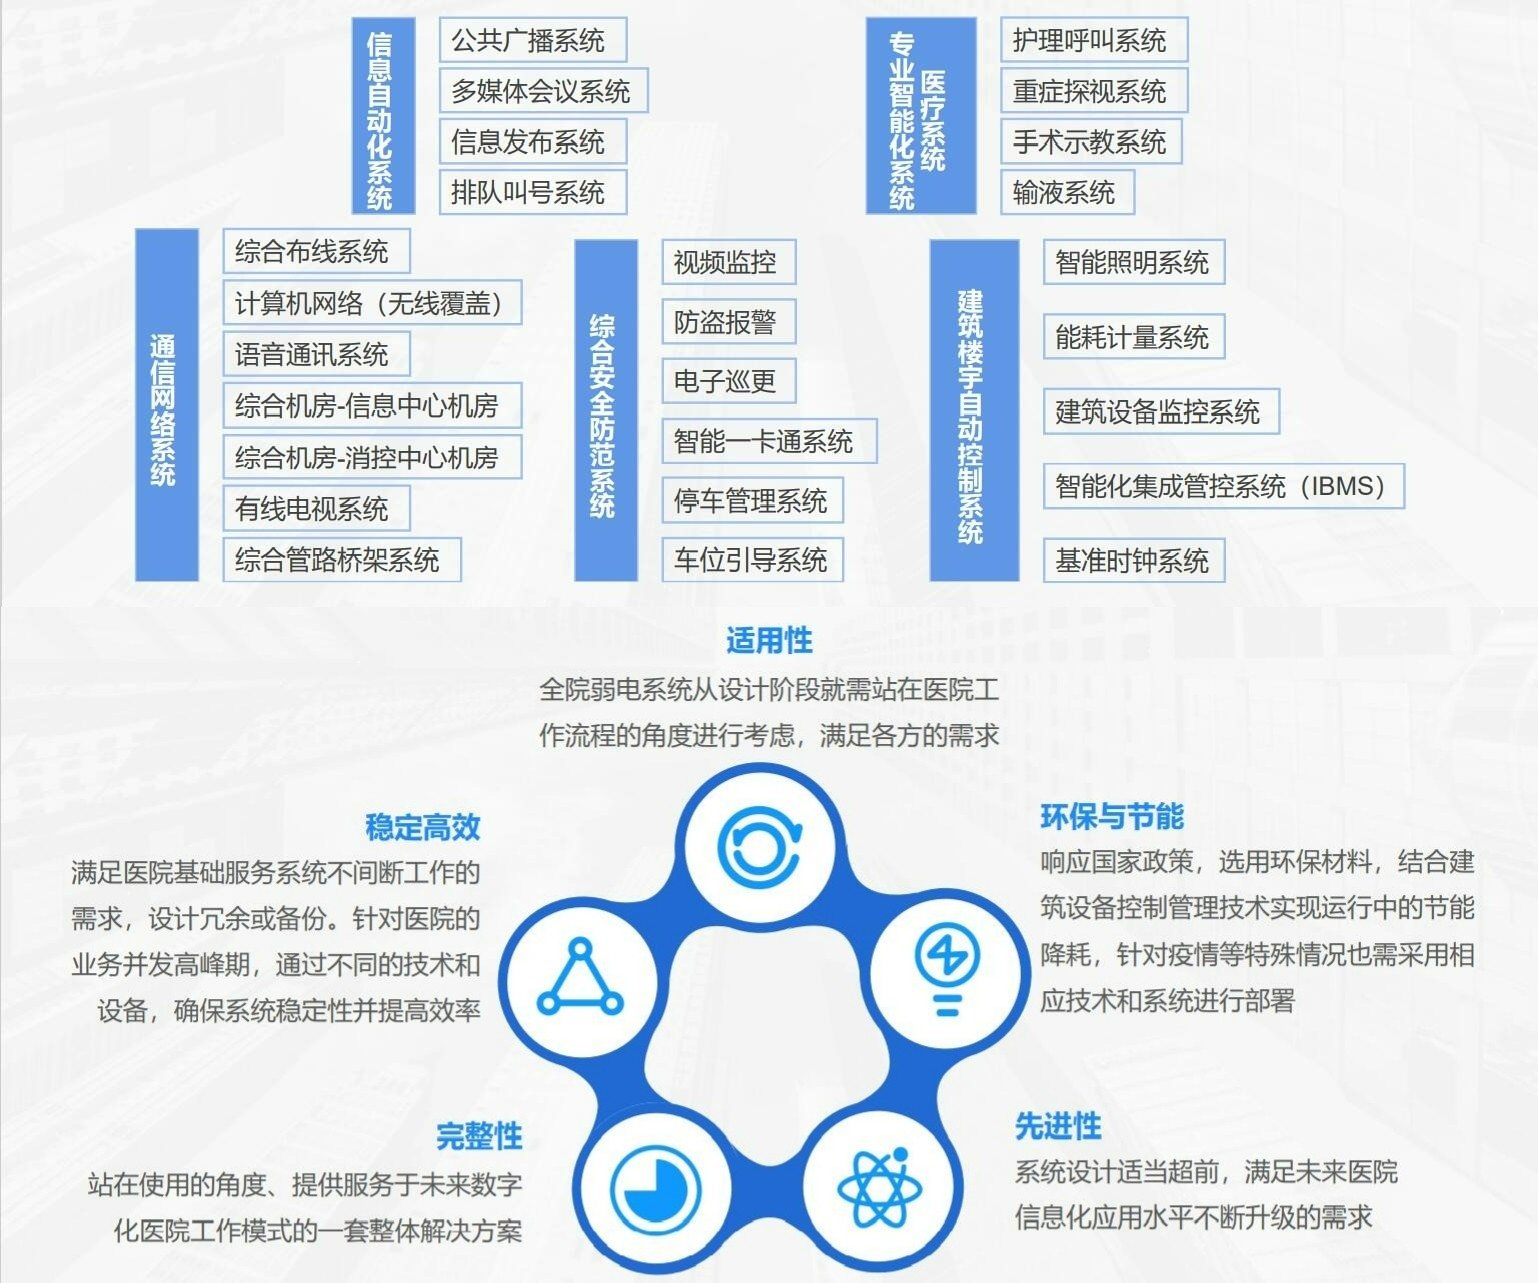 信息自动化系统
公共广播系统
多媒体会议系统
信息发布系统
排队叫号系统
专业智能化系统
医疗系统
护理呼叫系统
重症探视系统
手术示教系统
输液系统
通信网络系统
综合布线系统
计算机网络（无线覆盖）
语音通讯系统
综合机房-信息中心机房
综合机房-消控中心机房
有线电视系统
综合管路桥架系统
综合安全防范系统
视频监控
防盗报警
电子巡更
智能一卡通系统
停车管理系统
车位引导系统
建筑楼宇自动控制系统
智能照明系统
能耗计量系统
建筑设备监控系统
智能化集成管控系统（IBMS）
基准时钟系统
适用性
全院弱电系统从设计阶段就需站在医院工
作流程的角度进行考虑，满足各方的需求
稳定高效
满足医院基础服务系统不间断工作的
需求，设计冗余或备份。针对医院的
业务并发高峰期，通过不同的技术和
设备，确保系统稳定性并提高效率
环保与节能
响应国家政策，选用环保材料，结合建
筑设备控制管理技术实现运行中的节能
降耗，针对疫情等特殊情况也需采用相
应技术和系统进行部署
完整性
站在使用的角度、提供服务于未来数字
化医院工作模式的一套整体解决方案
先进性
系统设计适当超前，满足未来医院
信息化应用水平不断升级的需求